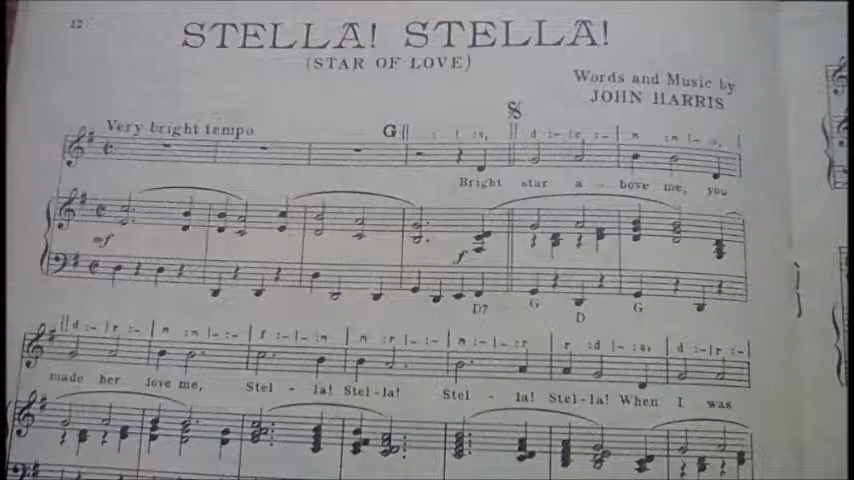 12
STELLA! STELLA!
(STAR OF LOVE)
Words and Music by
JOHN HARRIS
Very bright tempo
G
Bright star a - bove me, you
mf
f
D7 G D G
made her love me, Stel - la! Stel-la! Stel - la! Stel-la! When I was